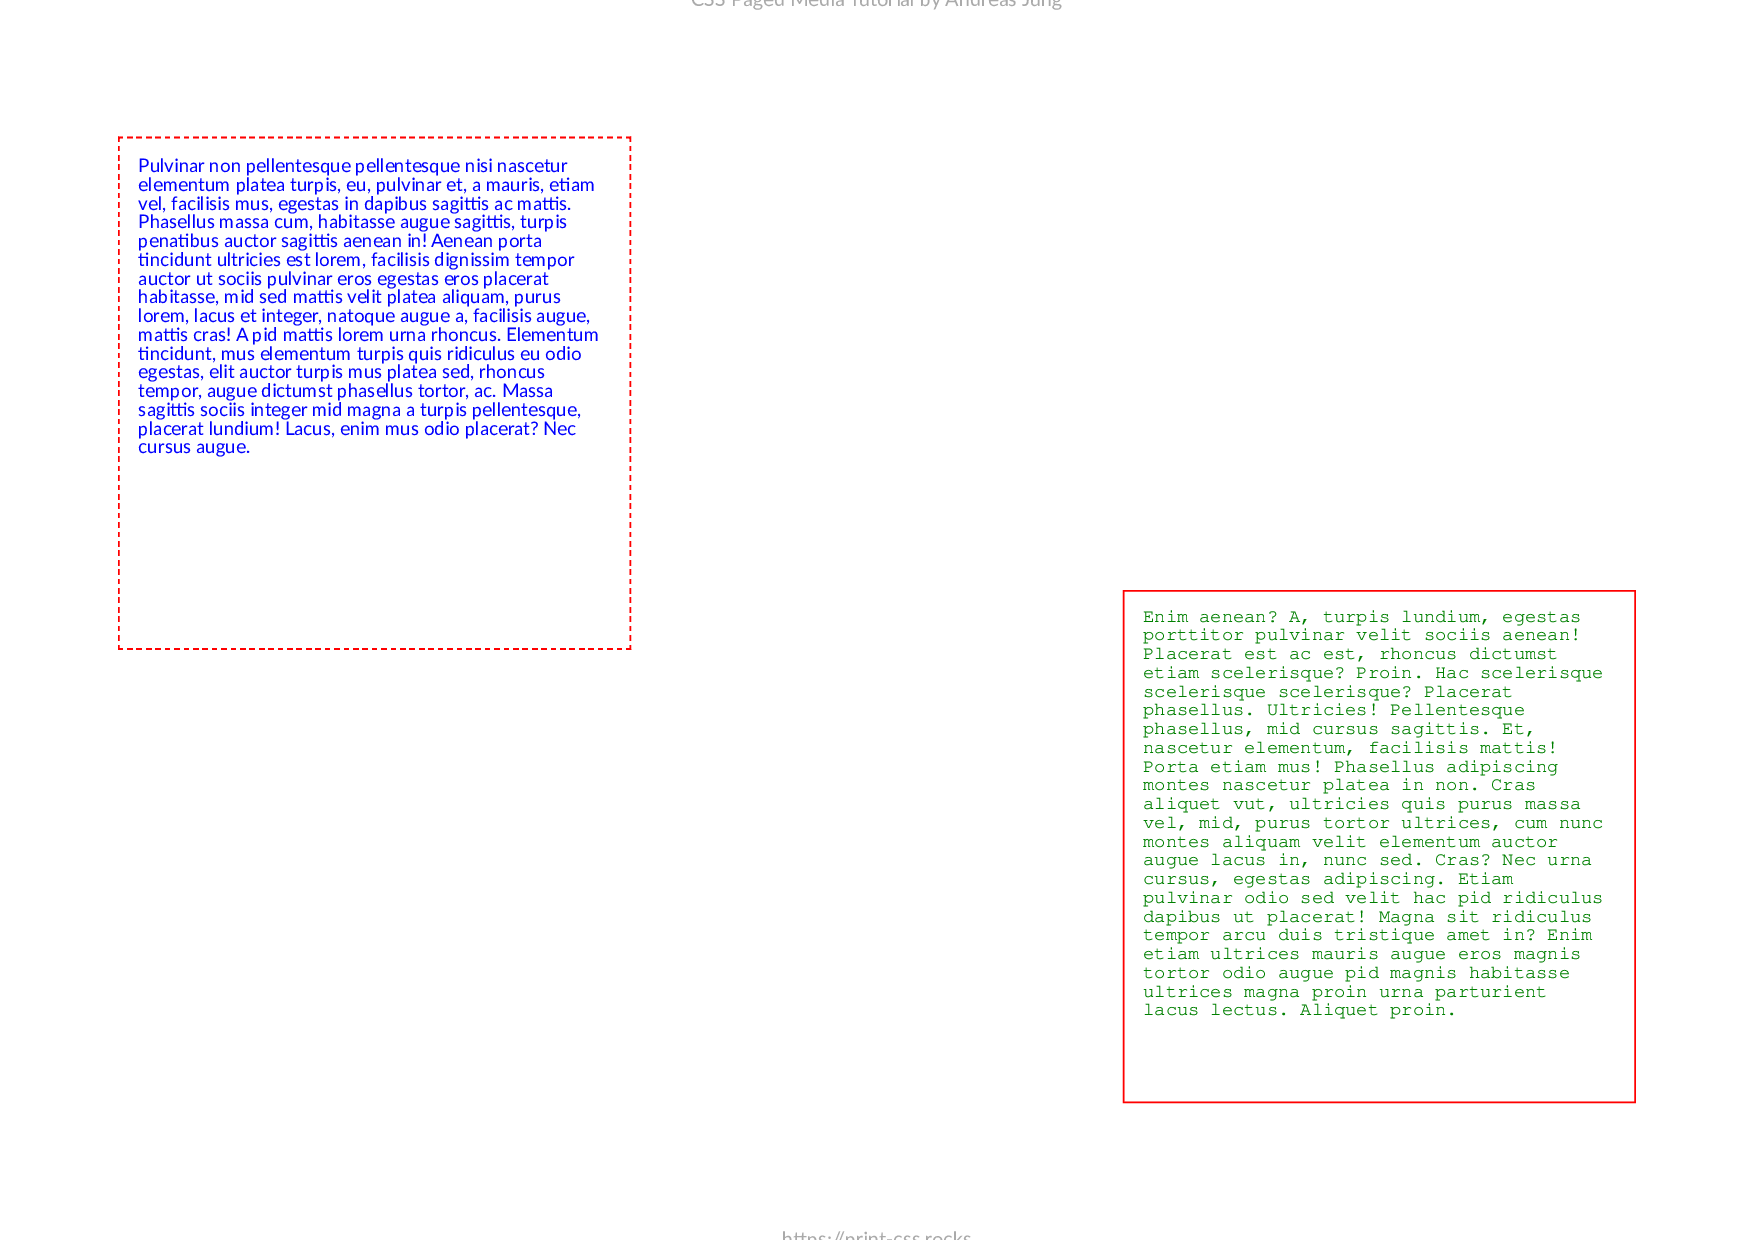 CSS Paged Media Tutorial by Andreas Jung
Pulvinar non pellentesque pellentesque nisi nascetur
elementum platea turpis, eu, pulvinar et, a mauris, etiam
vel, facilisis mus, egestas in dapibus sagittis ac mattis.
Phasellus massa cum, habitasse augue sagittis, turpis
penatibus auctor sagittis aenean in! Aenean porta
tincidunt ultricies est lorem, facilisis dignissim tempor
auctor ut sociis pulvinar eros egestas eros placerat
habitasse, mid sed mattis velit platea aliquam, purus
lorem, lacus et integer, natoque augue a, facilisis augue,
mattis cras! A pid mattis lorem urna rhoncus. Elementum
tincidunt, mus elementum turpis quis ridiculus eu odio
egestas, elit auctor turpis mus platea sed, rhoncus
tempor, augue dictumst phasellus tortor, ac. Massa
sagittis sociis integer mid magna a turpis pellentesque,
placerat lundium! Lacus, enim mus odio placerat? Nec
cursus augue.
Enim aenean? A, turpis lundium, egestas
porttitor pulvinar velit sociis aenean!
Placerat est ac est, rhoncus dictumst
etiam scelerisque? Proin. Hac scelerisque
scelerisque scelerisque? Placerat
phasellus. Ultricies! Pellentesque
phasellus, mid cursus sagittis. Et,
nascetur elementum, facilisis mattis!
Porta etiam mus! Phasellus adipiscing
montes nascetur platea in non. Cras
aliquet vut, ultricies quis purus massa
vel, mid, purus tortor ultrices, cum nunc
montes aliquam velit elementum auctor
augue lacus in, nunc sed. Cras? Nec urna
cursus, egestas adipiscing. Etiam
pulvinar odio sed velit hac pid ridiculus
dapibus ut placerat! Magna sit ridiculus
tempor arcu duis tristique amet in? Enim
etiam ultrices mauris augue eros magnis
tortor odio augue pid magnis habitasse
ultrices magna proin urna parturient
lacus lectus. Aliquet proin.
https://print-css.rocks